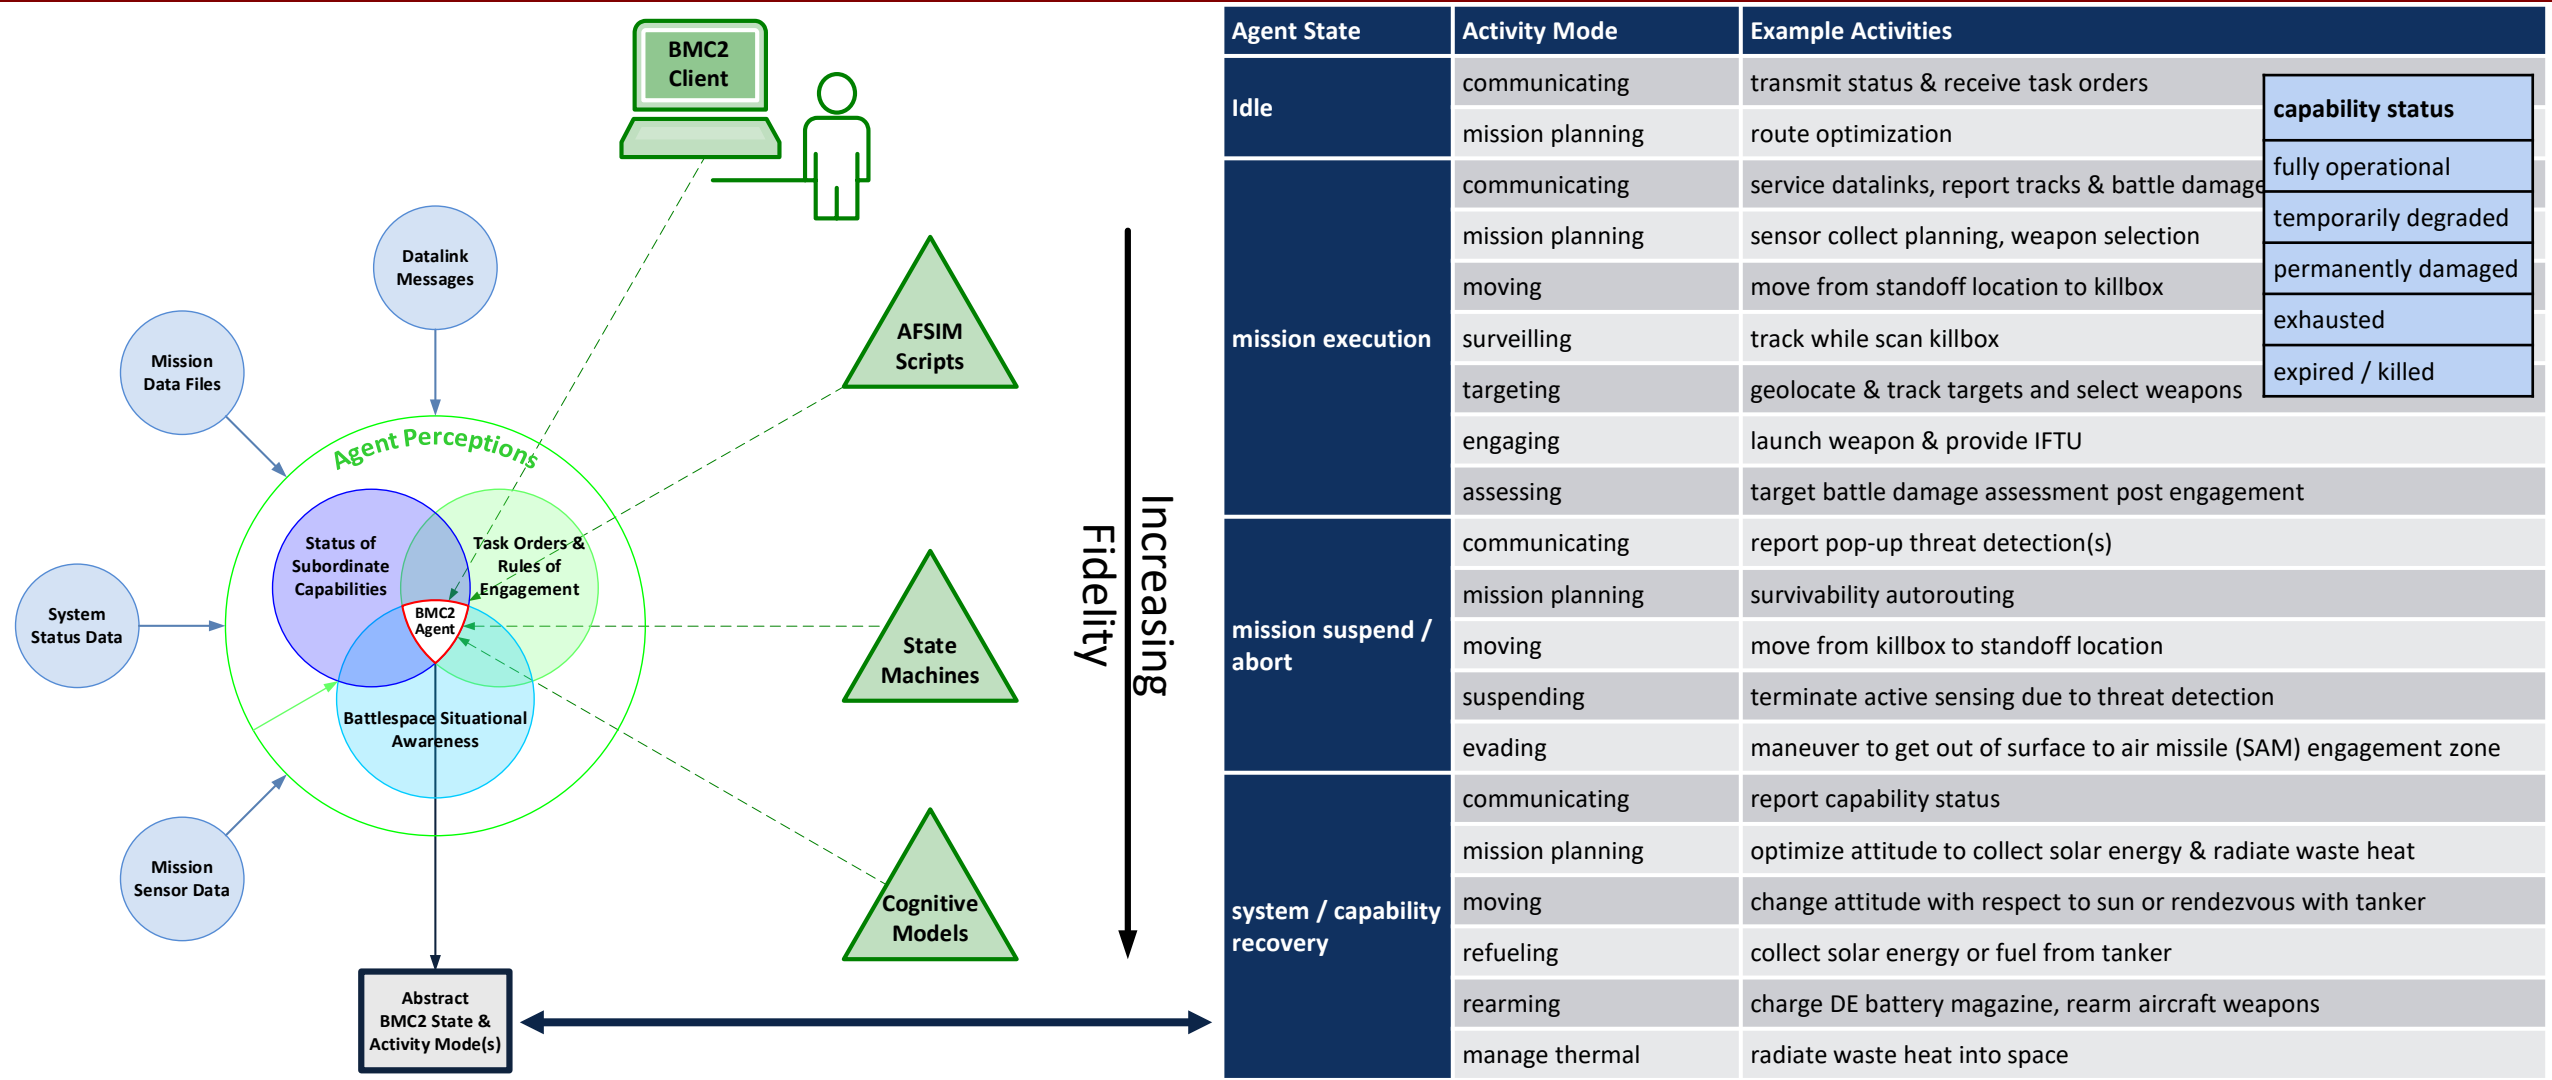 BMC2
Client
Datalink
Messages
Mission
Data Files
System
Status Data
Mission
Sensor Data
Agent Perceptions
Status of
Subordinate
Capabilities
Task Orders &
Rules of
Engagement
BMC2
Agent
Battlespace Situational
Awareness
Abstract
BMC2 State &
Activity Mode(s)
AFSIM
Scripts
State
Machines
Cognitive
Models
Increasing
Fidelity
Agent State Activity Mode Example Activities
Idle
communicating transmit status & receive task orders
mission planning route optimization
mission execution
communicating service datalinks, report tracks & battle damage
mission planning sensor collect planning, weapon selection
moving move from standoff location to killbox
surveilling track while scan killbox
targeting geolocate & track targets and select weapons
engaging launch weapon & provide IFTU
assessing target battle damage assessment post engagement
mission suspend /
abort
communicating report pop-up threat detection(s)
mission planning survivability autorouting
moving move from killbox to standoff location
suspending terminate active sensing due to threat detection
evading maneuver to get out of surface to air missile (SAM) engagement zone
system / capability
recovery
communicating report capability status
mission planning optimize attitude to collect solar energy & radiate waste heat
moving change attitude with respect to sun or rendezvous with tanker
refueling collect solar energy or fuel from tanker
rearming charge DE battery magazine, rearm aircraft weapons
manage thermal radiate waste heat into space
capability status
fully operational
temporarily degraded
permanently damaged
exhausted
expired / killed